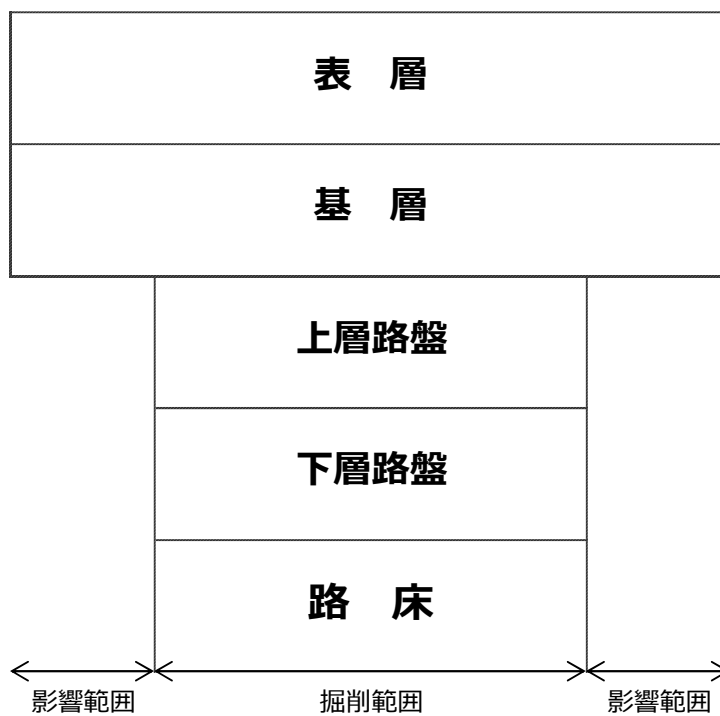 表　層
基　層
上層路盤
下層路盤
路　床
影響範囲　掘削範囲　影響範囲